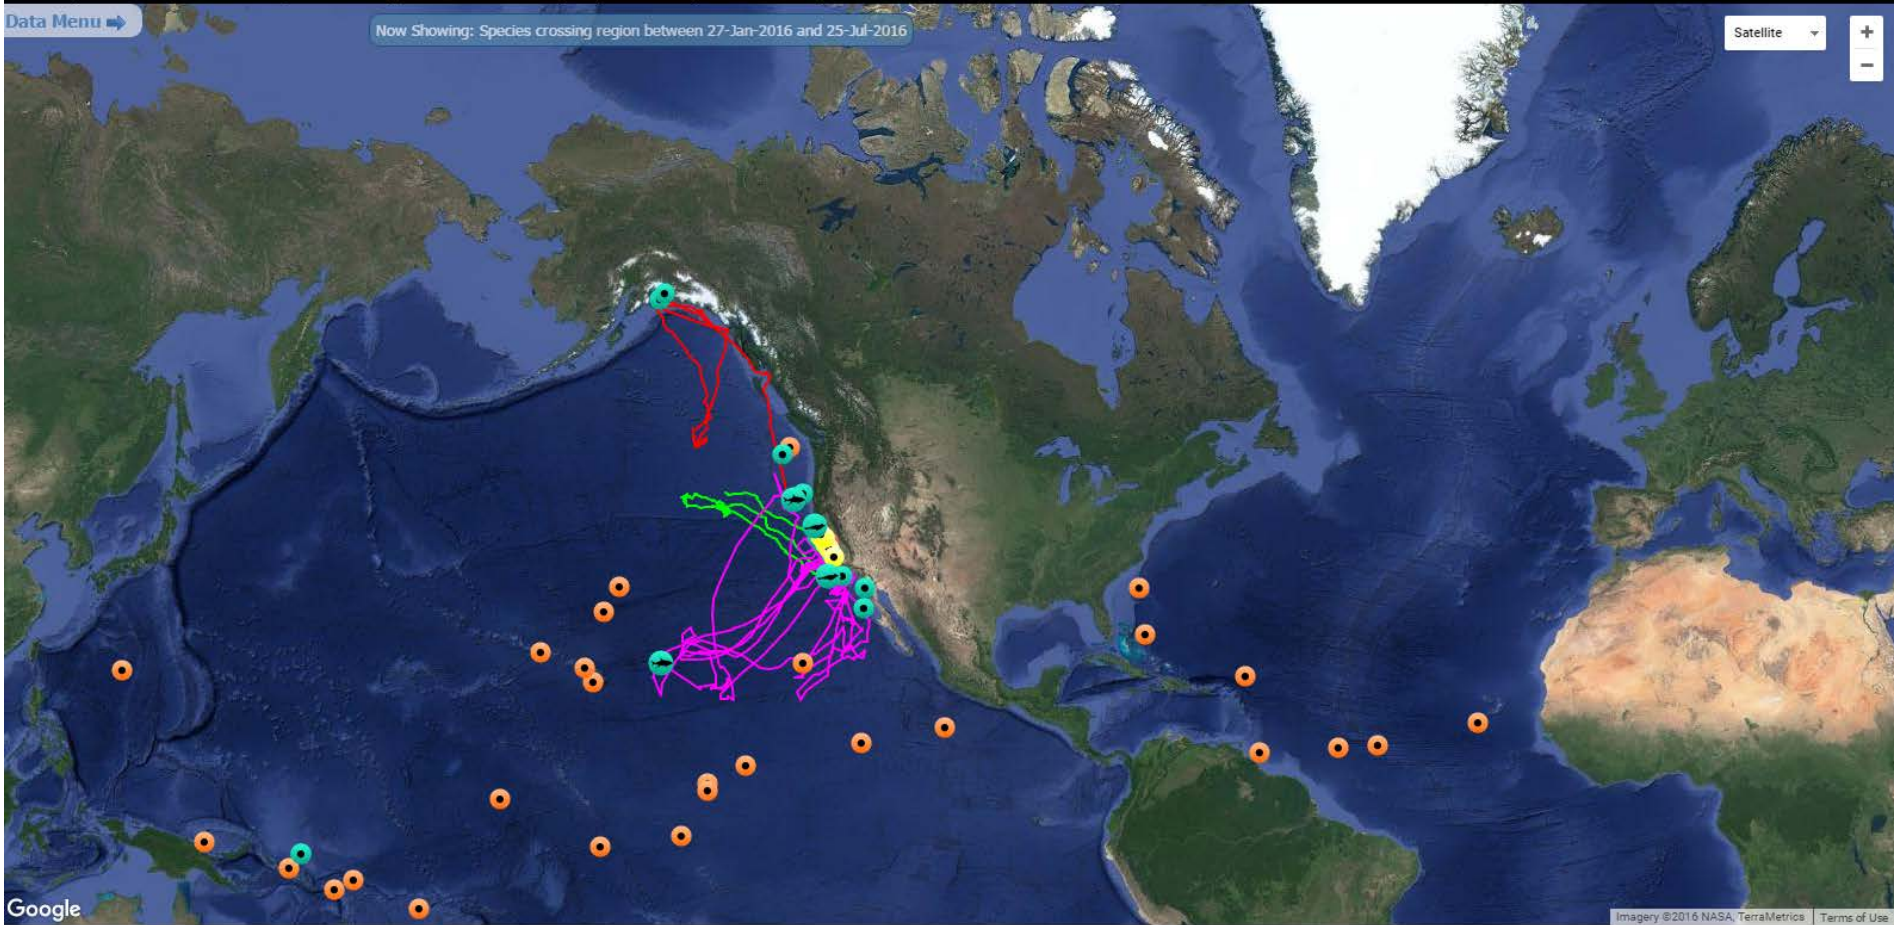 Data Menu
Now Showing: Species crossing region between 27-Jan-2016 and 25-Jul-2016
Satellite
+
−
Google
Imagery ©2016 NASA, TerraMetrics
Terms of Use